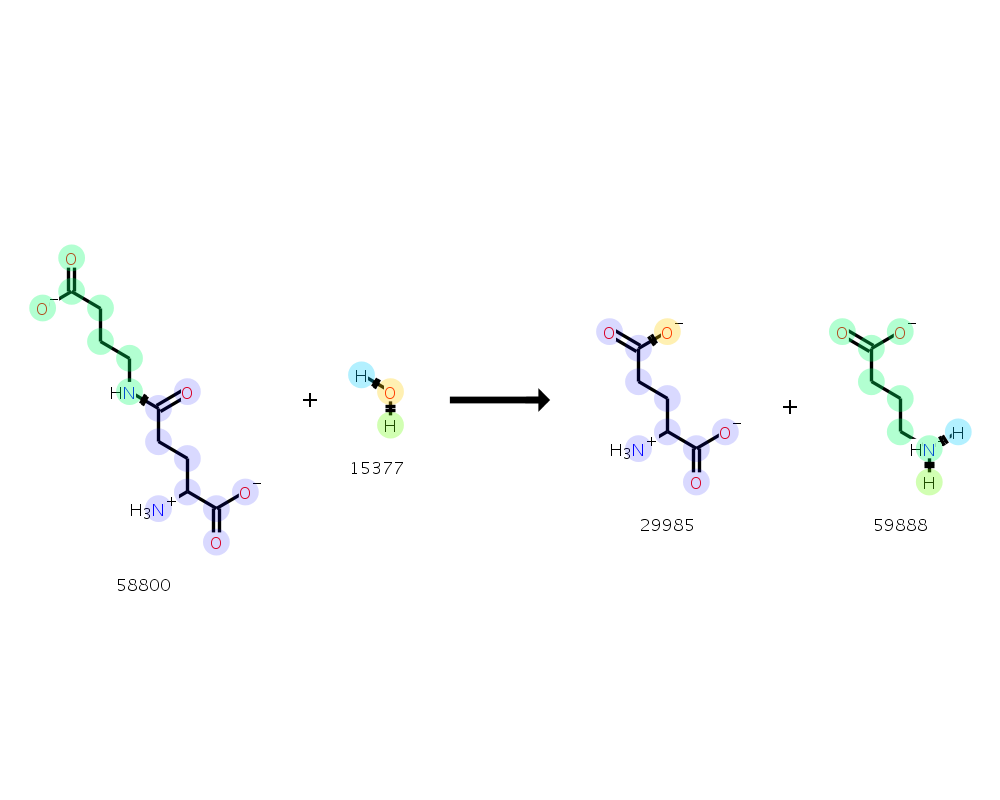 O
O⁻
HN O
H₃N⁺ O⁻
O
58800
+
H
O
H
15377
O O⁻
H₃N⁺ O⁻
O
29985
+
O O⁻
H
HN
H
59888